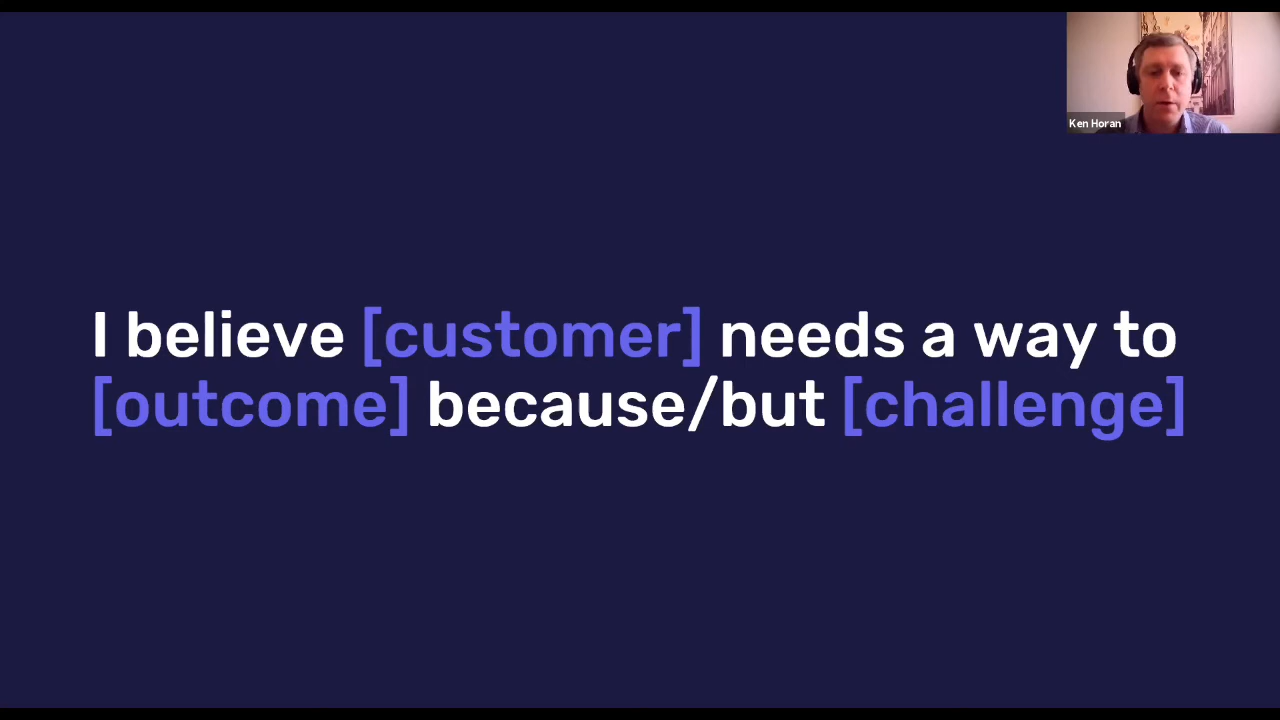 Ken Horan
I believe [customer] needs a way to
[outcome] because/but [challenge]